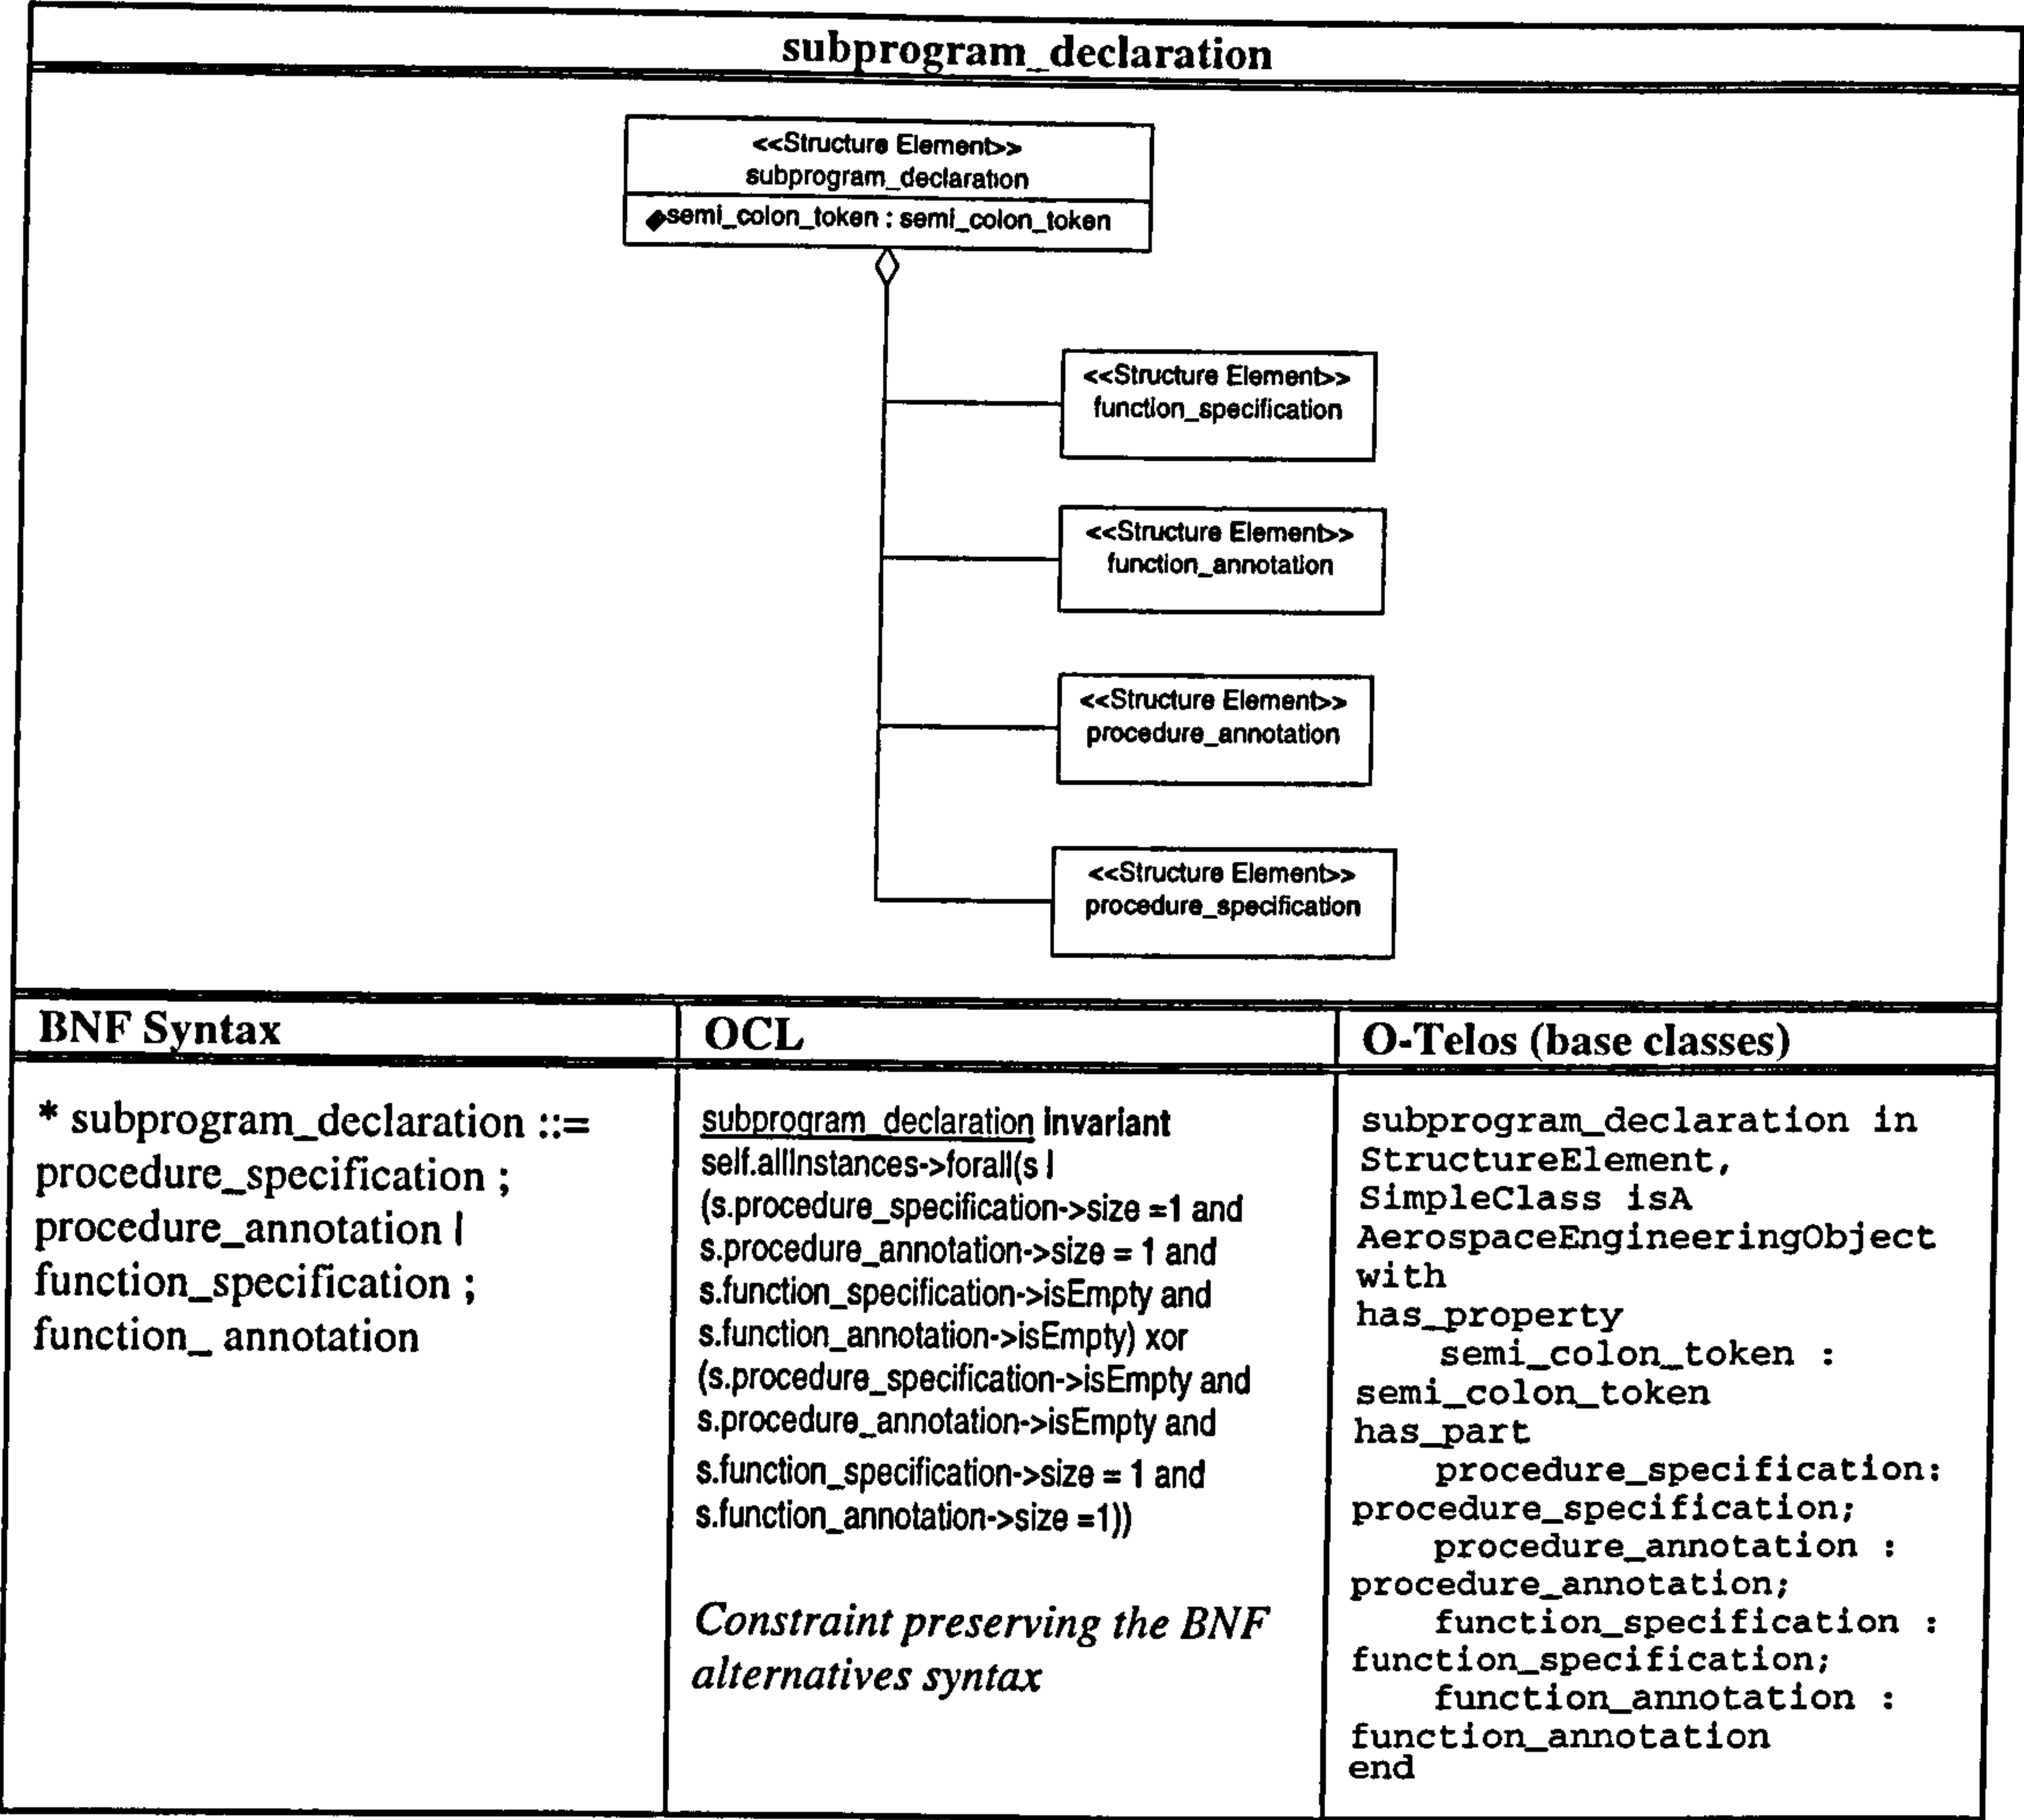 subprogram_declaration
<<Structure Element>>
subprogram_declaration
semi_colon_token : semi_colon_token
<<Structure Element>>
function_specification
<<Structure Element>>
function_annotation
<<Structure Element>>
procedure_annotation
<<Structure Element>>
procedure_specification
BNF Syntax
* subprogram_declaration ::=
procedure_specification ;
procedure_annotation |
function_specification ;
function_ annotation
OCL
subprogram_declaration invariant
self.allInstances->forall(s |
(s.procedure_specification->size =1 and
s.procedure_annotation->size = 1 and
s.function_specification->isEmpty and
s.function_annotation->isEmpty) xor
(s.procedure_specification->isEmpty and
s.procedure_annotation->isEmpty and
s.function_specification->size = 1 and
s.function_annotation->size =1))
Constraint preserving the BNF
alternatives syntax
O-Telos (base classes)
subprogram_declaration in
StructureElement,
SimpleClass isA
AerospaceEngineeringObject
with
has_property
semi_colon_token :
semi_colon_token
has_part
procedure_specification:
procedure_specification;
procedure_annotation :
procedure_annotation;
function_specification :
function_specification;
function_annotation :
function_annotation
end